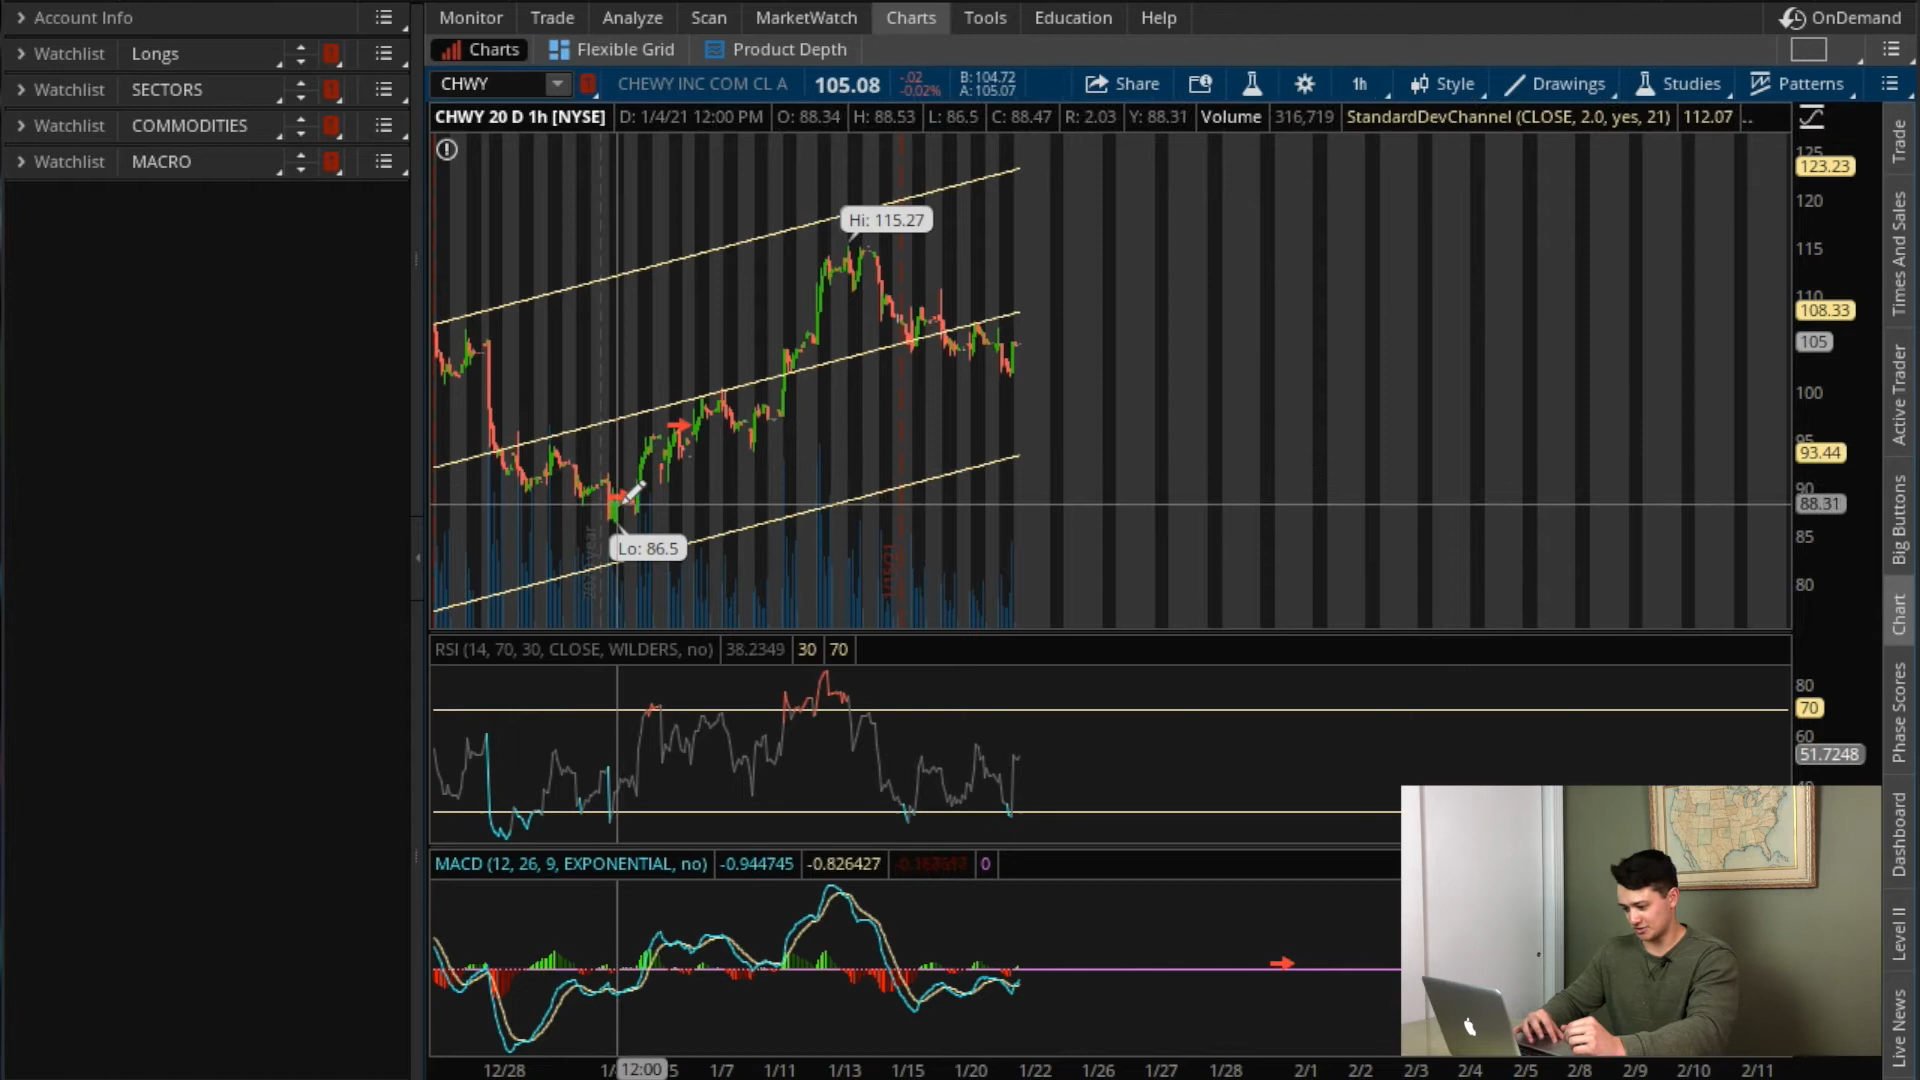 Account Info
Watchlist Longs
Watchlist SECTORS
Watchlist COMMODITIES
Watchlist MACRO
Monitor Trade Analyze Scan MarketWatch Charts Tools Education Help OnDemand
Charts Flexible Grid Product Depth
CHWY CHEWY INC COM CL A 105.08 -.02 -0.02% B: 104.72 A: 105.07 Share 1h Style Drawings Studies Patterns
CHWY 20 D 1h [NYSE] D: 1/4/21 12:00 PM O: 88.34 H: 88.53 L: 86.5 C: 88.47 R: 2.03 Y: 88.31 Volume 316,719 StandardDevChannel (CLOSE, 2.0, yes, 21) 112.07 ..
125
123.23
120
Hi: 115.27
115
110
108.33
105
100
95
93.44
90
88.31
85
Lo: 86.5
80
1/15/21
RSI (14, 70, 30, CLOSE, WILDERS, no) 38.2349 30 70
80
70
60
51.7248
MACD (12, 26, 9, EXPONENTIAL, no) -0.944745 -0.826427 0
12/28 1/ 12:00 5 1/7 1/11 1/13 1/15 1/20 1/22 1/26 1/27 1/28 2/1 2/2 2/3 2/4 2/5 2/8 2/9 2/10 2/11
Trade
Times And Sales
Active Trader
Big Buttons
Chart
Phase Scores
Dashboard
Level II
Live News